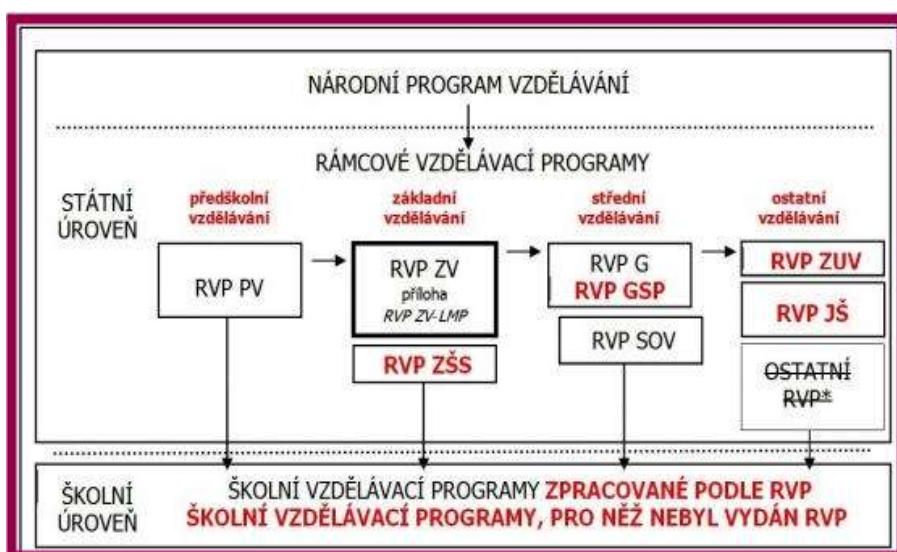 NÁRODNÍ PROGRAM VZDĚLÁVÁNÍ
RÁMCOVÉ VZDĚLÁVACÍ PROGRAMY
STÁTNÍ
ÚROVEŇ
předškolní
vzdělávání
základní
vzdělávání
střední
vzdělávání
ostatní
vzdělávání
RVP PV
RVP ZV
příloha
RVP ZV-LMP
RVP ZŠS
RVP G
RVP GSP
RVP SOV
RVP ZUV
RVP JŠ
OSTATNÍ
RVP*
ŠKOLNÍ
ÚROVEŇ
ŠKOLNÍ VZDĚLÁVACÍ PROGRAMY ZPRACOVANÉ PODLE RVP
ŠKOLNÍ VZDĚLÁVACÍ PROGRAMY, PRO NĚŽ NEBYL VYDÁN RVP